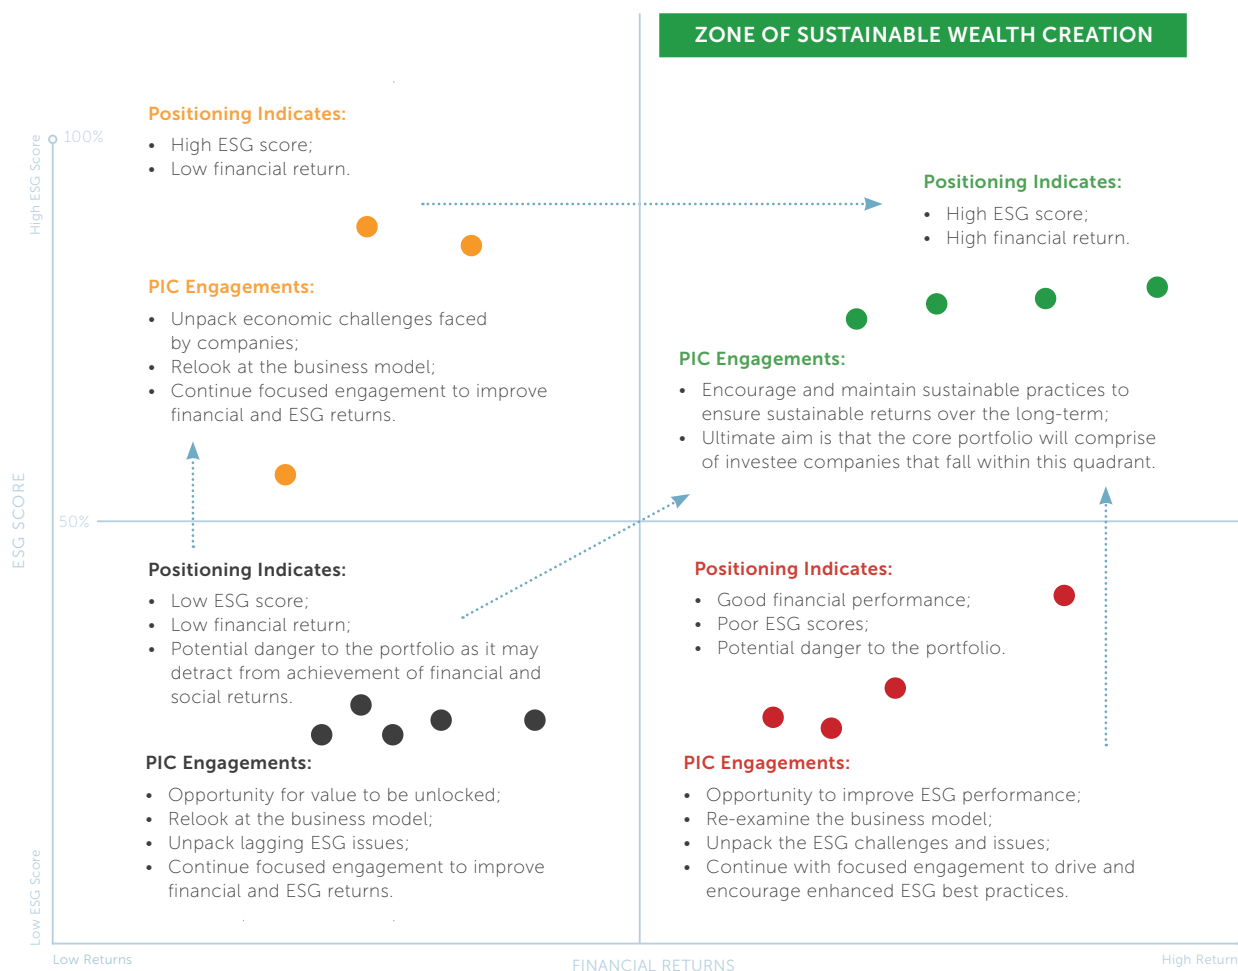 ZONE OF SUSTAINABLE WEALTH CREATION
Positioning Indicates:
• High ESG score;
• Low financial return.
PIC Engagements:
• Unpack economic challenges faced
by companies;
• Relook at the business model;
• Continue focused engagement to improve
financial and ESG returns.
Positioning Indicates:
• High ESG score;
• High financial return.
PIC Engagements:
• Encourage and maintain sustainable practices to
ensure sustainable returns over the long-term;
• Ultimate aim is that the core portfolio will comprise
of investee companies that fall within this quadrant.
Positioning Indicates:
• Low ESG score;
• Low financial return;
• Potential danger to the portfolio as it may
detract from achievement of financial and
social returns.
PIC Engagements:
• Opportunity for value to be unlocked;
• Relook at the business model;
• Unpack lagging ESG issues;
• Continue focused engagement to improve
financial and ESG returns.
Positioning Indicates:
• Good financial performance;
• Poor ESG scores;
• Potential danger to the portfolio.
PIC Engagements:
• Opportunity to improve ESG performance;
• Re-examine the business model;
• Unpack the ESG challenges and issues;
• Continue with focused engagement to drive and
encourage enhanced ESG best practices.
100%
50%
High ESG Score
ESG SCORE
Low ESG Score
Low Returns
FINANCIAL RETURNS
High Return